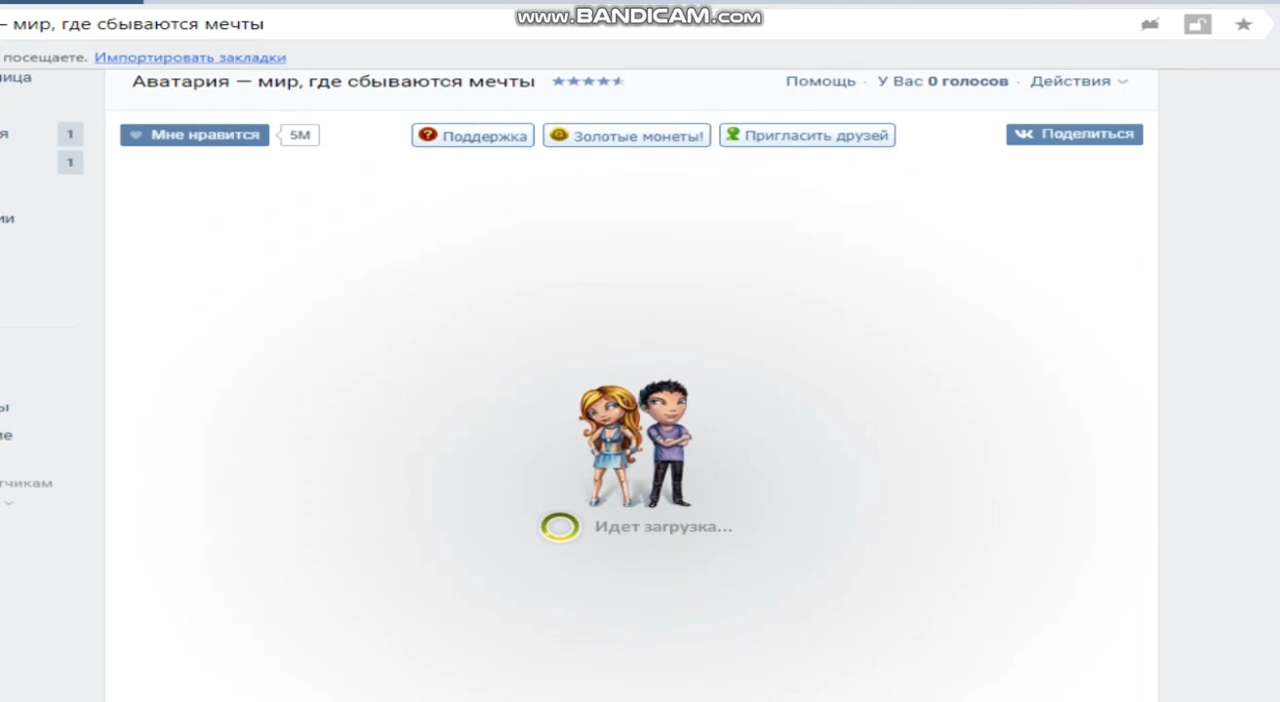 www.BANDICAM.com
– мир, где сбываются мечты
посещаете. Импортировать закладки
Аватария — мир, где сбываются мечты
Помощь · У Вас 0 голосов · Действия
Мне нравится 5М
Поддержка
Золотые монеты!
Пригласить друзей
Поделиться
1
1
Идет загрузка...